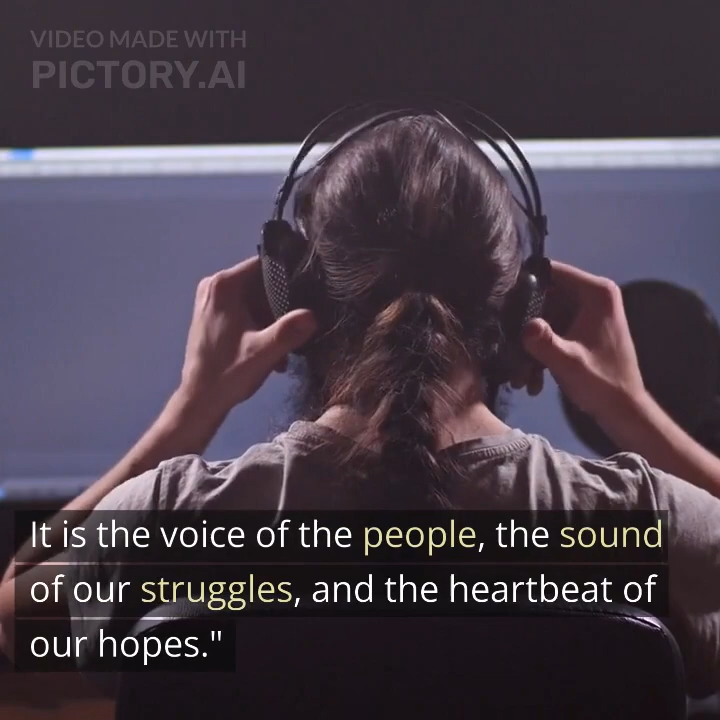 VIDEO MADE WITH
PICTORY.AI
It is the voice of the people, the sound
of our struggles, and the heartbeat of
our hopes."